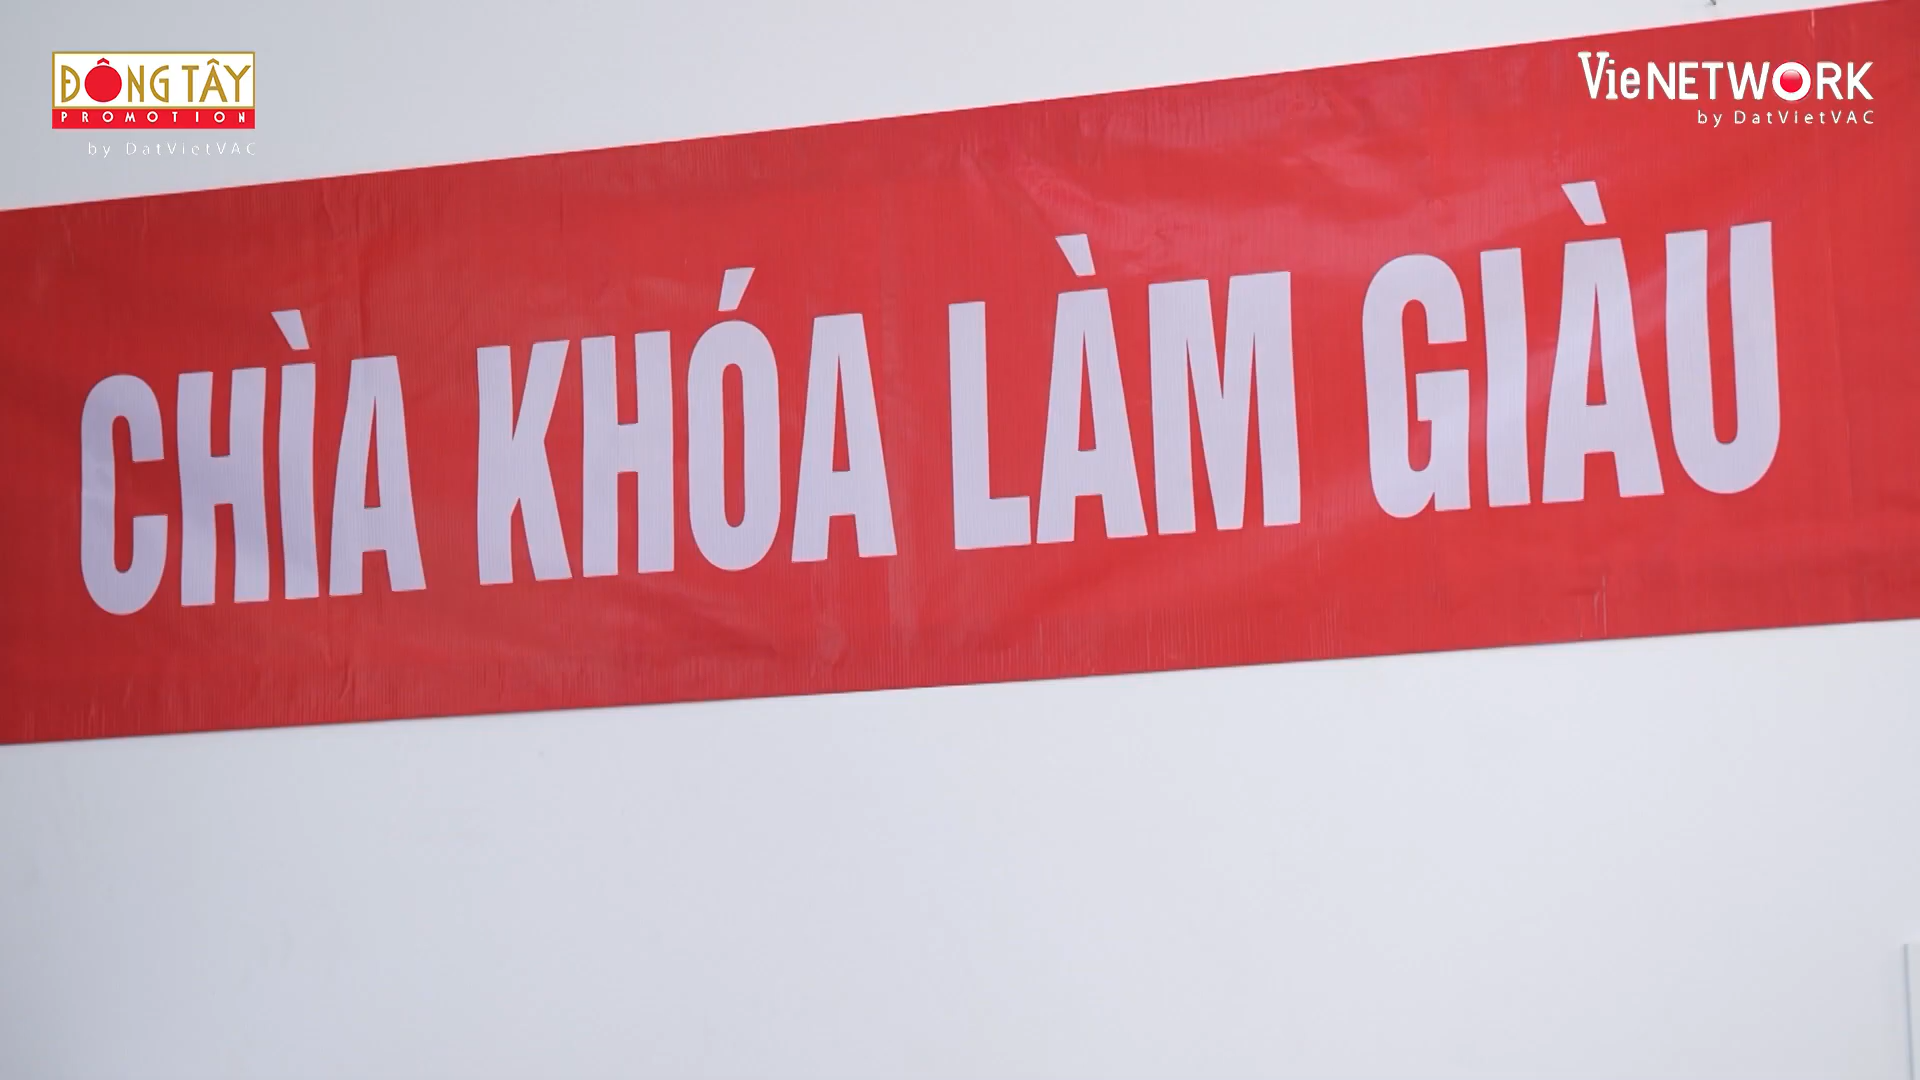 ĐÔNG TÂY
PROMOTION
by DatVietVAC
VieNETWORK
by DatVietVAC
CHÌA KHÓA LÀM GIÀU